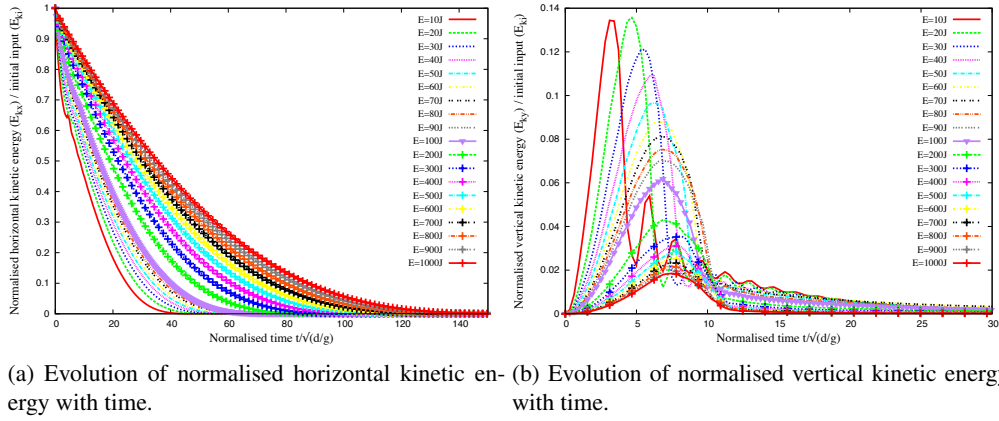 Normalised horizontal kinetic energy (E_kx) / initial input (E_ki)
1
0.9
0.8
0.7
0.6
0.5
0.4
0.3
0.2
0.1
0
0 20 40 60 80 100 120 140
Normalised time t/√(d/g)
E=10J
E=20J
E=30J
E=40J
E=50J
E=60J
E=70J
E=80J
E=90J
E=100J
E=200J
E=300J
E=400J
E=500J
E=600J
E=700J
E=800J
E=900J
E=1000J
Normalised vertical kinetic energy (E_ky) / initial input (E_ki)
0.14
0.12
0.1
0.08
0.06
0.04
0.02
0
0 5 10 15 20 25 30
Normalised time t/√(d/g)
E=10J
E=20J
E=30J
E=40J
E=50J
E=60J
E=70J
E=80J
E=90J
E=100J
E=200J
E=300J
E=400J
E=500J
E=600J
E=700J
E=800J
E=900J
E=1000J
(a) Evolution of normalised horizontal kinetic en-
ergy with time.
(b) Evolution of normalised vertical kinetic energy
with time.